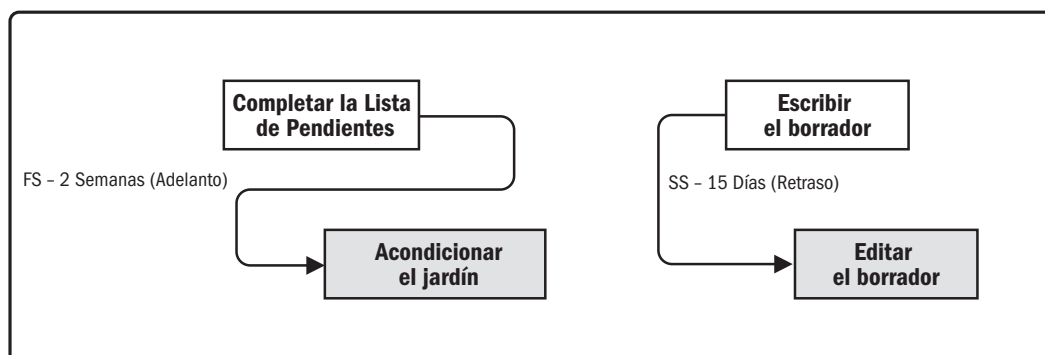 Completar la Lista
de Pendientes
FS – 2 Semanas (Adelanto)
Acondicionar
el jardín
Escribir
el borrador
SS – 15 Días (Retraso)
Editar
el borrador